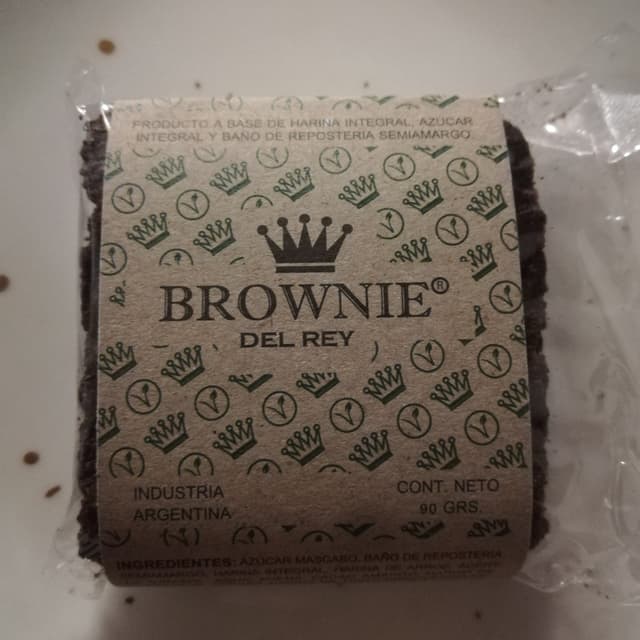 PRODUCTO A BASE DE HARINA INTEGRAL, AZUCAR
INTEGRAL Y BAÑO DE REPOSTERIA SEMIAMARGO
BROWNIE®
DEL REY
INDUSTRIA
ARGENTINA
CONT. NETO
90 GRS.
INGREDIENTES: AZÚCAR MASCABO, BAÑO DE REPOSTERIA